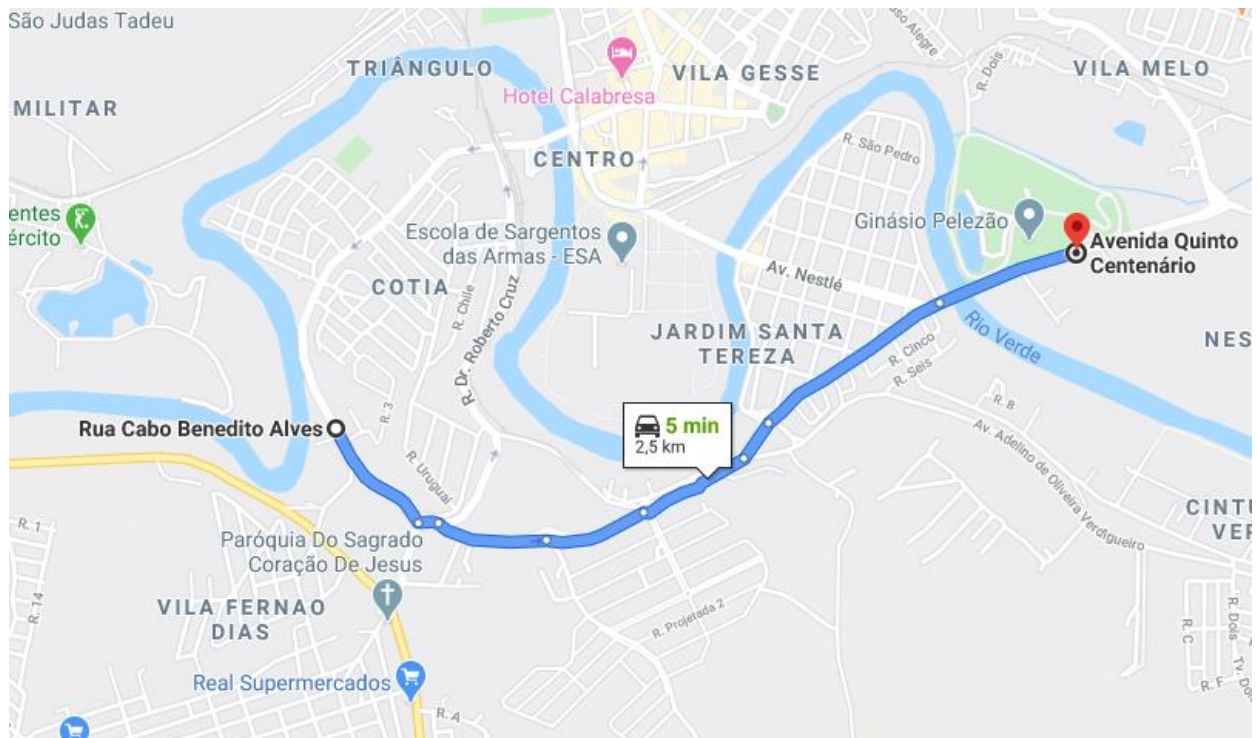 São Judas Tadeu
TRIÂNGULO
Hotel Calabresa
VILA GESSE
R. Dois
VILA MELO
MILITAR
CENTRO
R. São Pedro
entes
ército
Escola de Sargentos
das Armas - ESA
Ginásio Pelezão
Avenida Quinto
Centenário
COTIA
R. Chile
R. Dr. Roberto Cruz
Av. Nestlé
JARDIM SANTA
TEREZA
Rio Verde
NES
R. Cinco
R. Seis
R. B
Rua Cabo Benedito Alves
R. 3
5 min
2,5 km
Av. Adelino de Oliveira Verdigueiro
R. Uruguai
CINTU
VER
R. 1
Paróquia Do Sagrado
Coração De Jesus
VILA FERNAO
DIAS
R. 14
R. Projetada 2
R. C
R. Dois
Tv. Dois
R. F
Real Supermercados
R. A